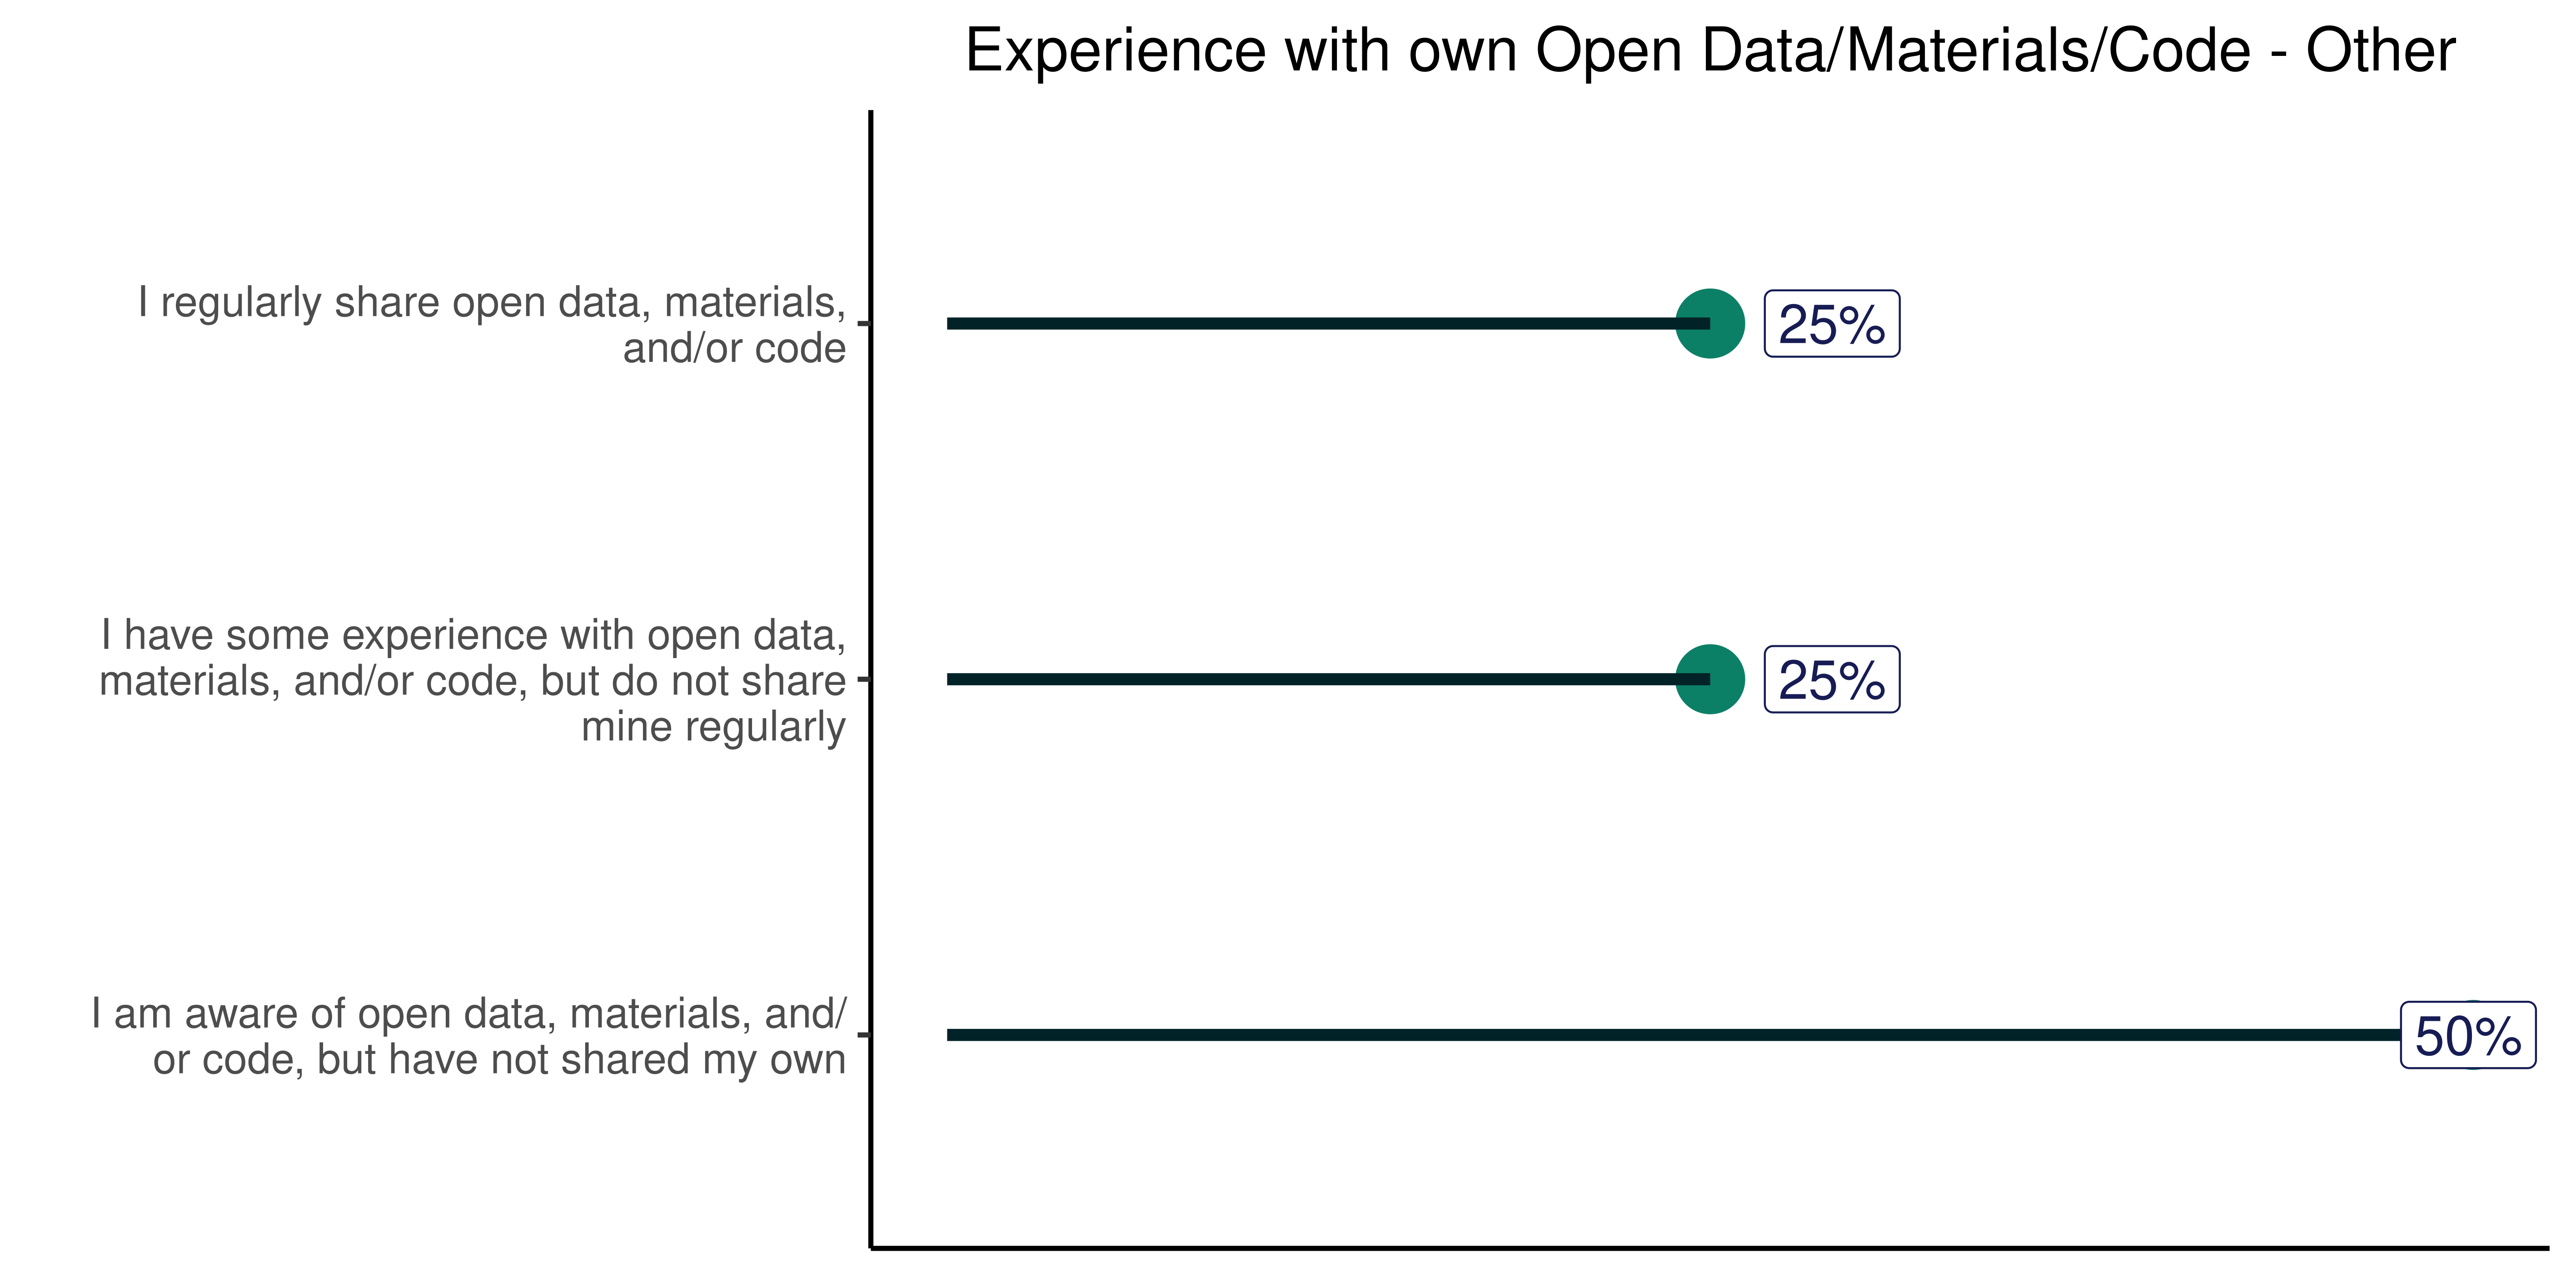 Experience with own Open Data/Materials/Code - Other
I regularly share open data, materials,
and/or code
25%
I have some experience with open data,
materials, and/or code, but do not share
mine regularly
25%
I am aware of open data, materials, and/
or code, but have not shared my own
50%